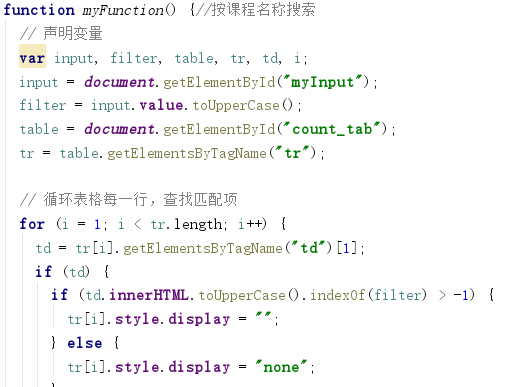 function myFunction() {//按课程名称搜索
// 声明变量
var input, filter, table, tr, td, i;
input = document.getElementById("myInput");
filter = input.value.toUpperCase();
table = document.getElementById("count_tab");
tr = table.getElementsByTagName("tr");
// 循环表格每一行，查找匹配项
for (i = 1; i < tr.length; i++) {
td = tr[i].getElementsByTagName("td")[1];
if (td) {
if (td.innerHTML.toUpperCase().indexOf(filter) > -1) {
tr[i].style.display = "";
} else {
tr[i].style.display = "none";
}